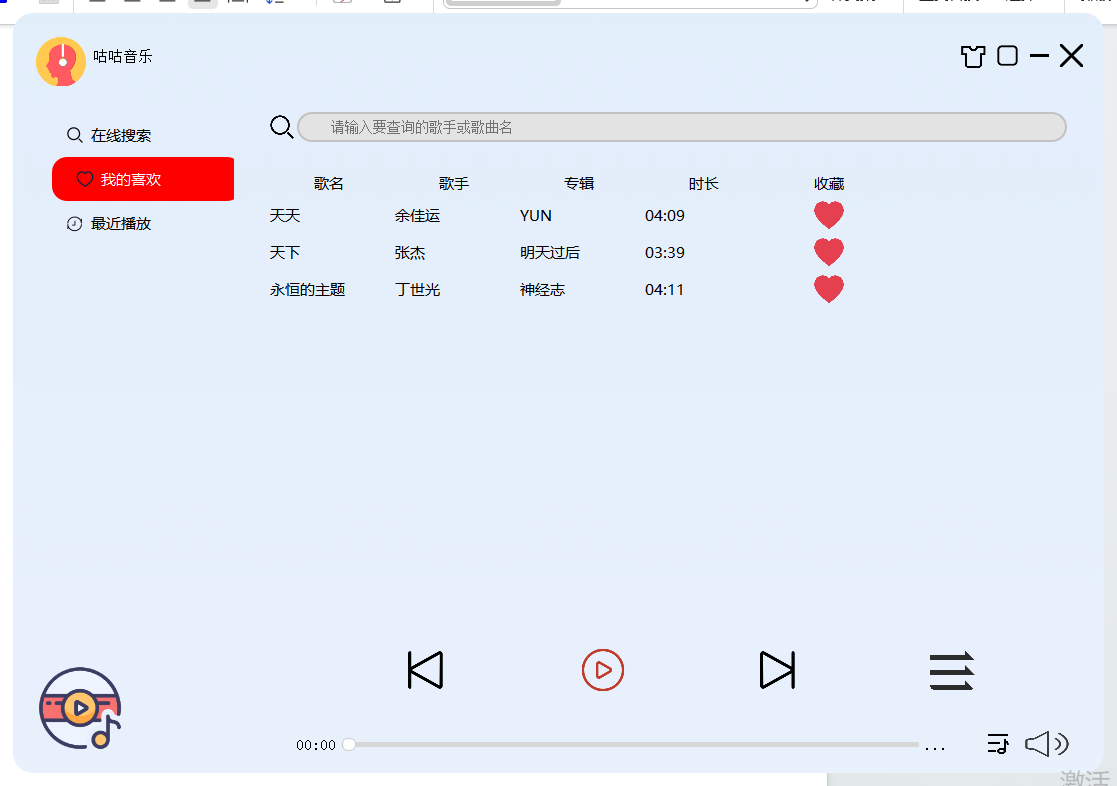 咕咕音乐
请输入要查询的歌手或歌曲名
在线搜索
我的喜欢
最近播放
歌名 歌手 专辑 时长 收藏
天天 余佳运 YUN 04:09
天下 张杰 明天过后 03:39
永恒的主题 丁世光 神经志 04:11
00:00 ...
激活